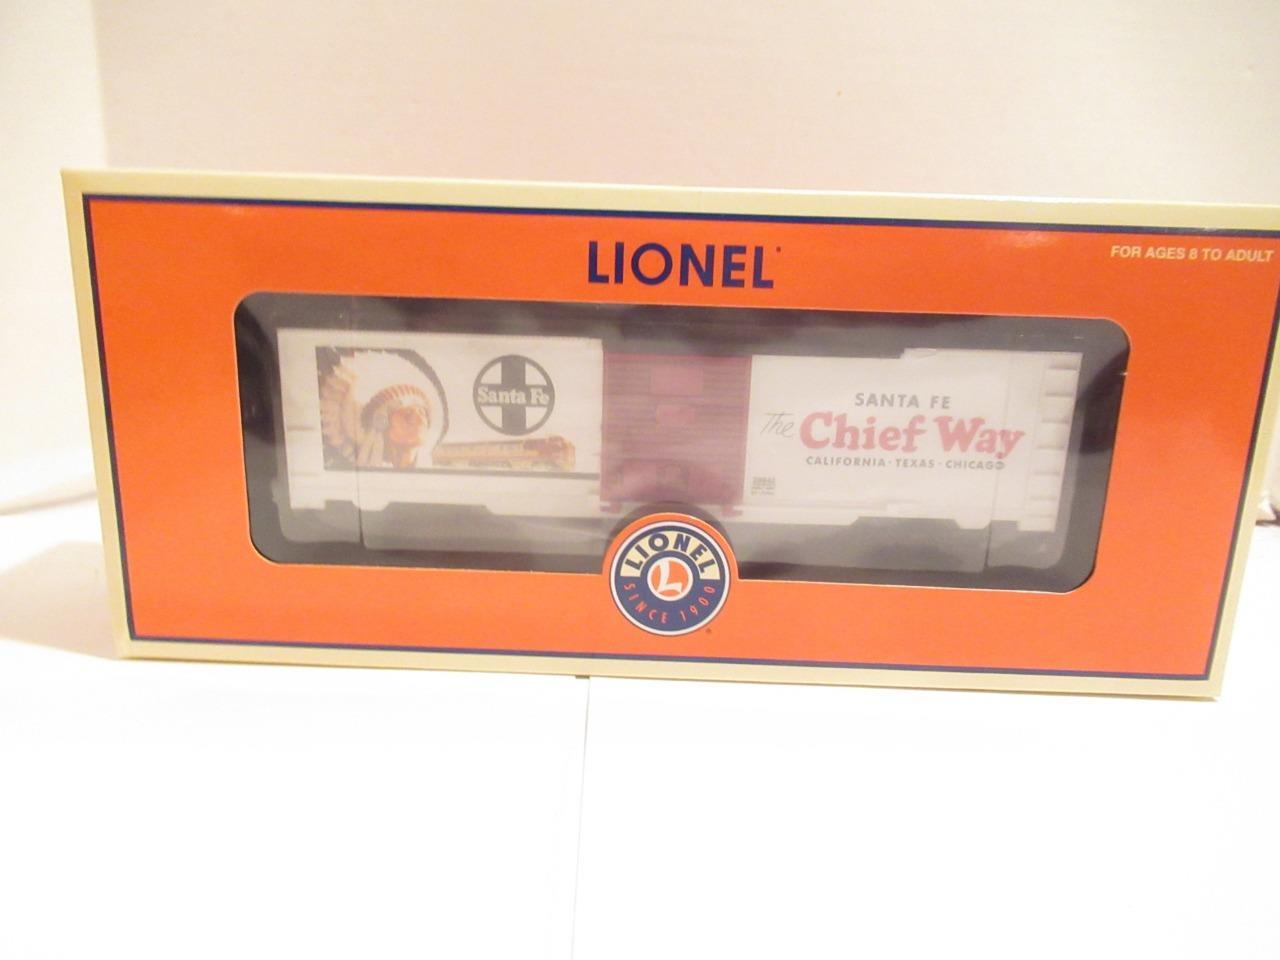 LIONEL
FOR AGES 8 TO ADULT
Santa Fe
SANTA FE
The Chief Way
CALIFORNIA · TEXAS · CHICAGO
LIONEL
L
SINCE 1900